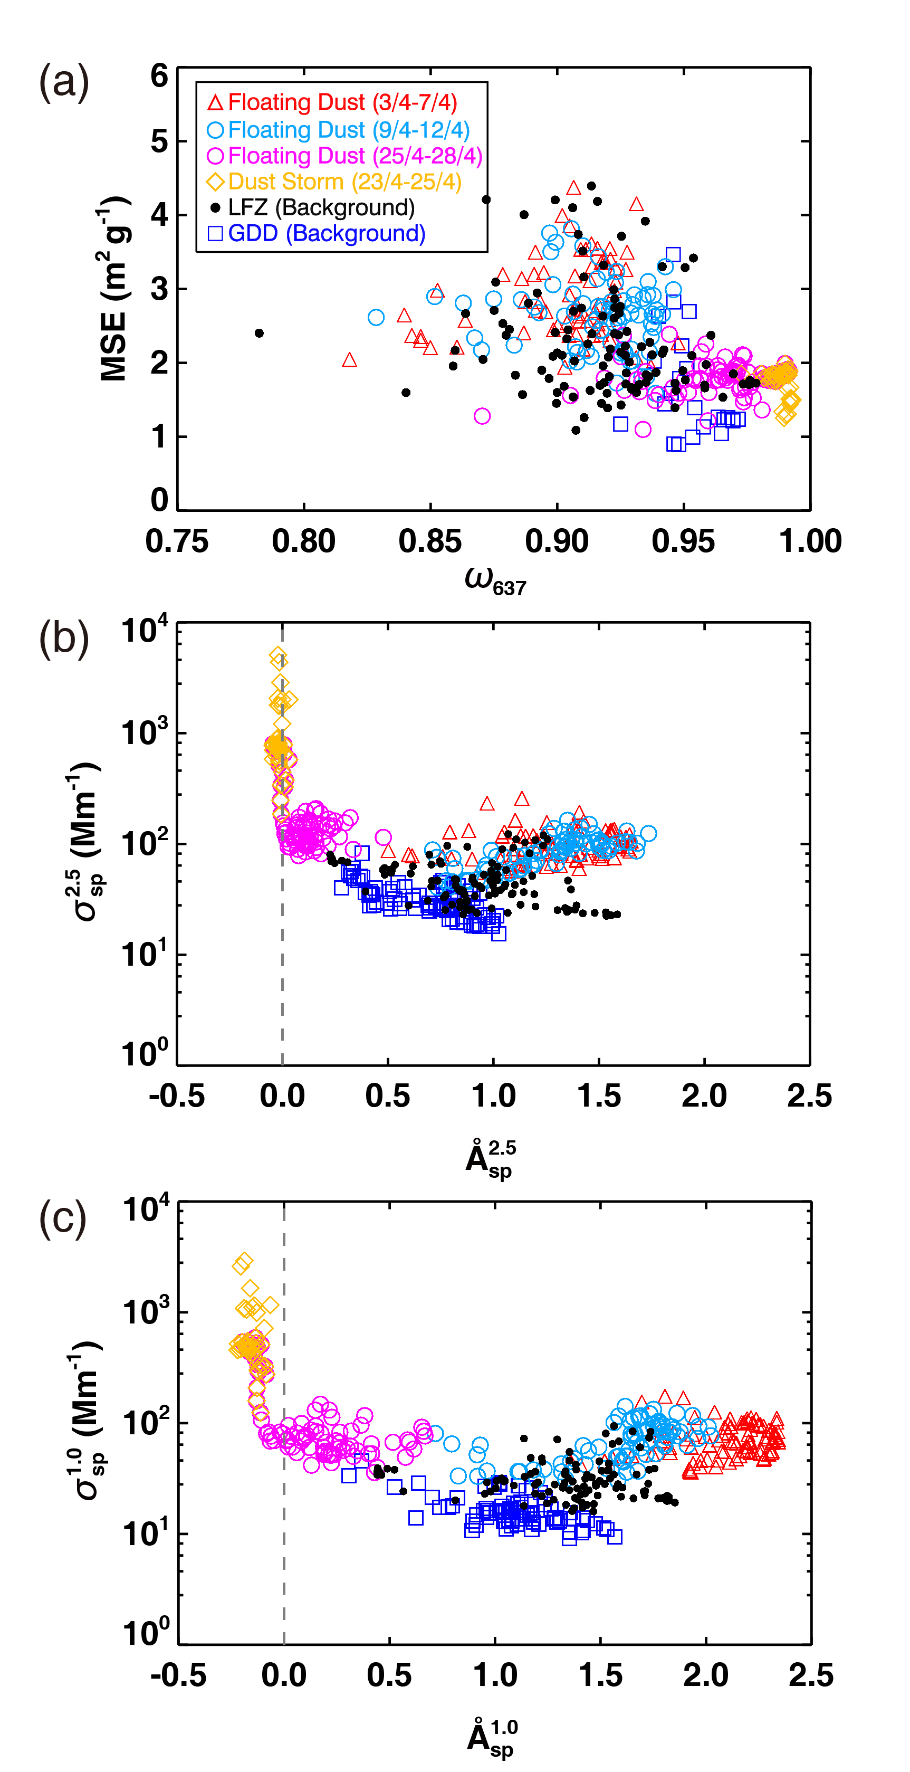 (a)
6
5
4
3
2
1
0
MSE (m² g⁻¹)
Floating Dust (3/4-7/4)
Floating Dust (9/4-12/4)
Floating Dust (25/4-28/4)
Dust Storm (23/4-25/4)
LFZ (Background)
GDD (Background)
0.75 0.80 0.85 0.90 0.95 1.00
ω₆₃₇
(b)
10⁴
10³
10²
10¹
10⁰
σsp²·⁵ (Mm⁻¹)
-0.5 0.0 0.5 1.0 1.5 2.0 2.5
Åsp²·⁵
(c)
10⁴
10³
10²
10¹
10⁰
σsp¹·⁰ (Mm⁻¹)
-0.5 0.0 0.5 1.0 1.5 2.0 2.5
Åsp¹·⁰